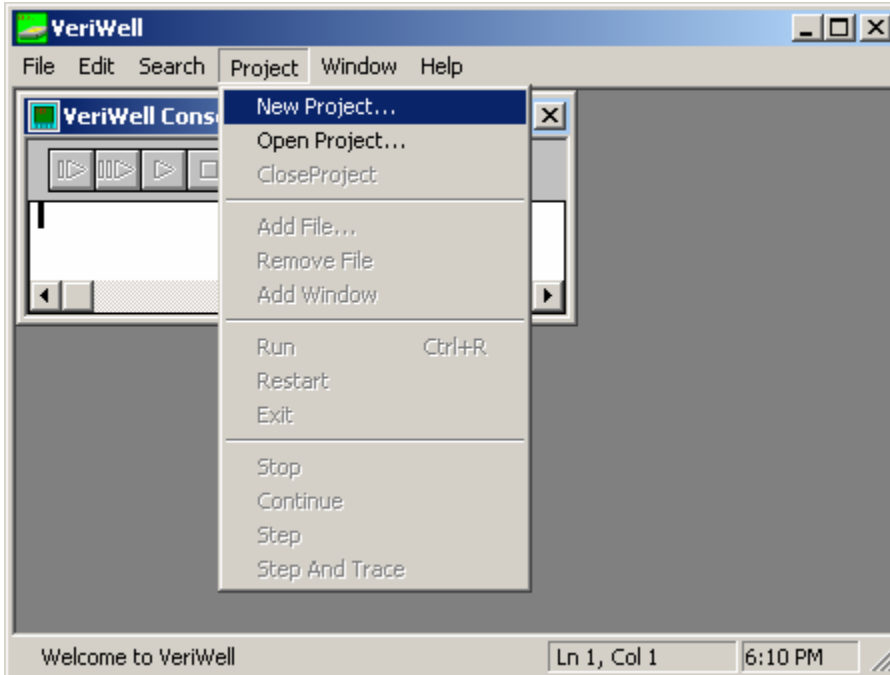 VeriWell
File Edit Search Project Window Help
VeriWell Cons
New Project...
Open Project...
CloseProject
Add File...
Remove File
Add Window
Run Ctrl+R
Restart
Exit
Stop
Continue
Step
Step And Trace
Welcome to VeriWell Ln 1, Col 1 6:10 PM